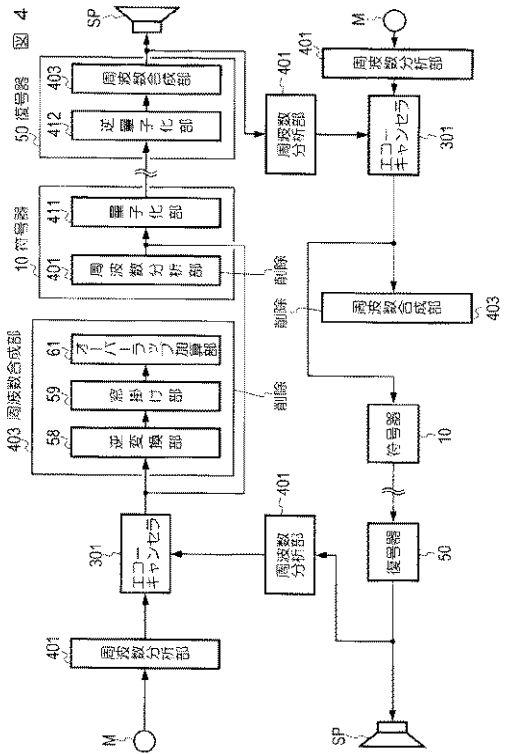 図 4
M
401
周波数分析部
301
エコー
キャンセラ
401
周波数
分析部
403 周波数合成部
58
逆変換部
59
窓掛け部
61
オーバーラップ加算部
削除
10 符号器
401
周波数分析部
411
量子化部
削除
50 復号器
412
逆量子化部
403
周波数合成部
SP
401
周波数
分析部
M
401
周波数分析部
301
エコー
キャンセラ
削除
周波数合成部
403
符号器
10
復号器
50
SP